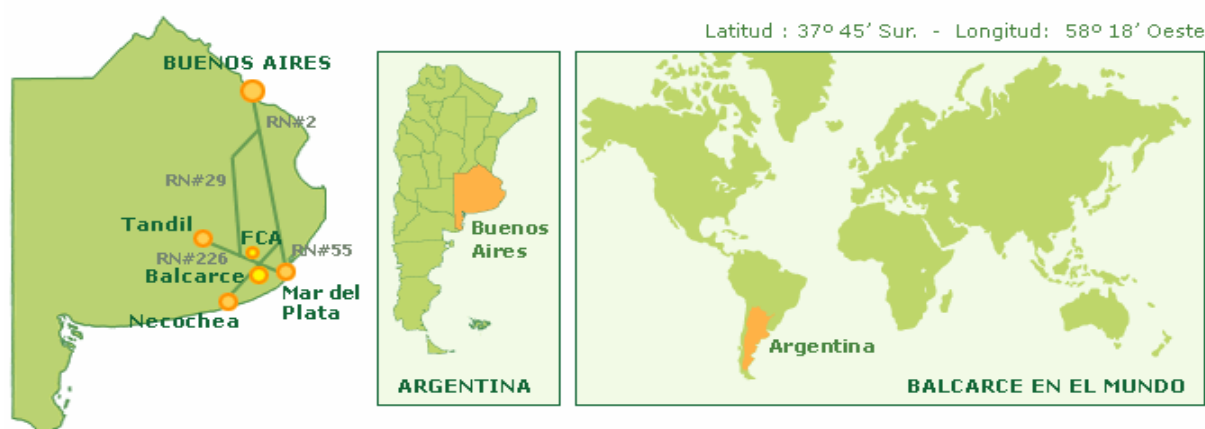 Latitud : 37º 45' Sur. - Longitud: 58º 18' Oeste
BUENOS AIRES
RN#2
RN#29
Tandil
FCA
RN#55
RN#226
Balcarce
Mar del
Plata
Necochea
Buenos
Aires
ARGENTINA
Argentina
BALCARCE EN EL MUNDO